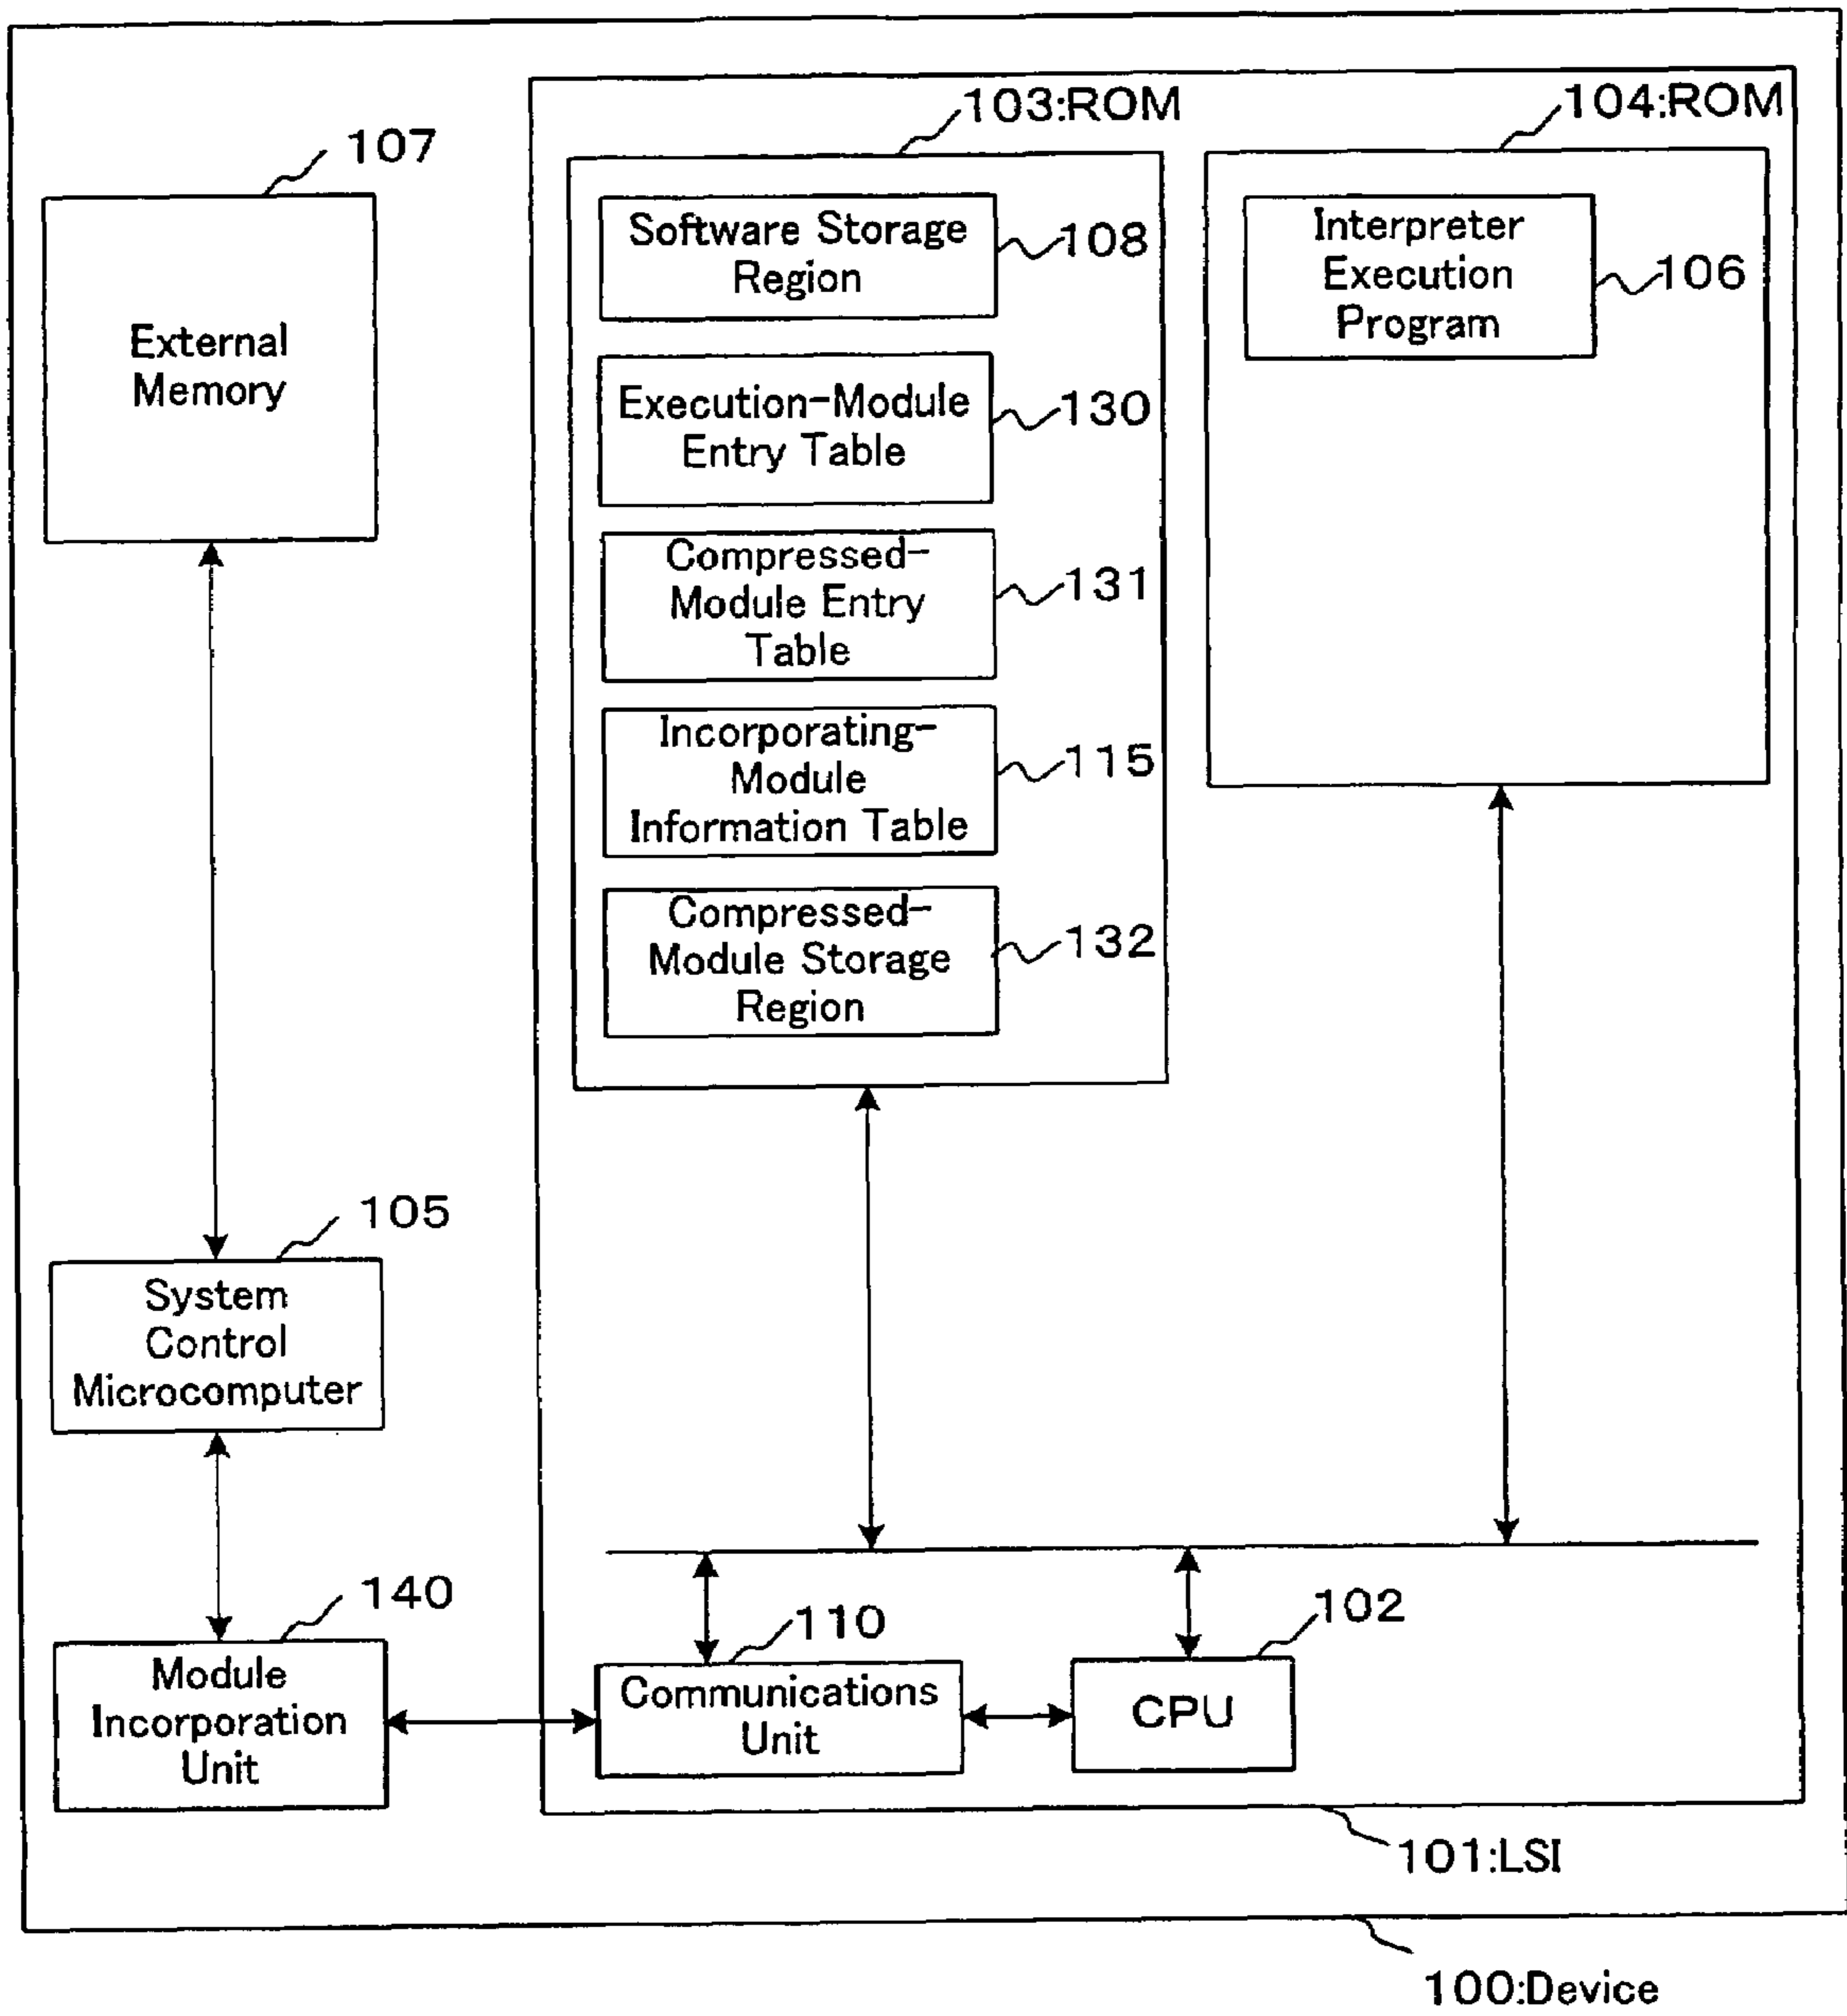 103:ROM
104:ROM
107
External
Memory
Software Storage
Region
108
Interpreter
Execution
Program
106
Execution-Module
Entry Table
130
Compressed-
Module Entry
Table
131
Incorporating-
Module
Information Table
115
Compressed-
Module Storage
Region
132
105
System
Control
Microcomputer
140
Module
Incorporation
Unit
110
Communications
Unit
102
CPU
101:LSI
100:Device